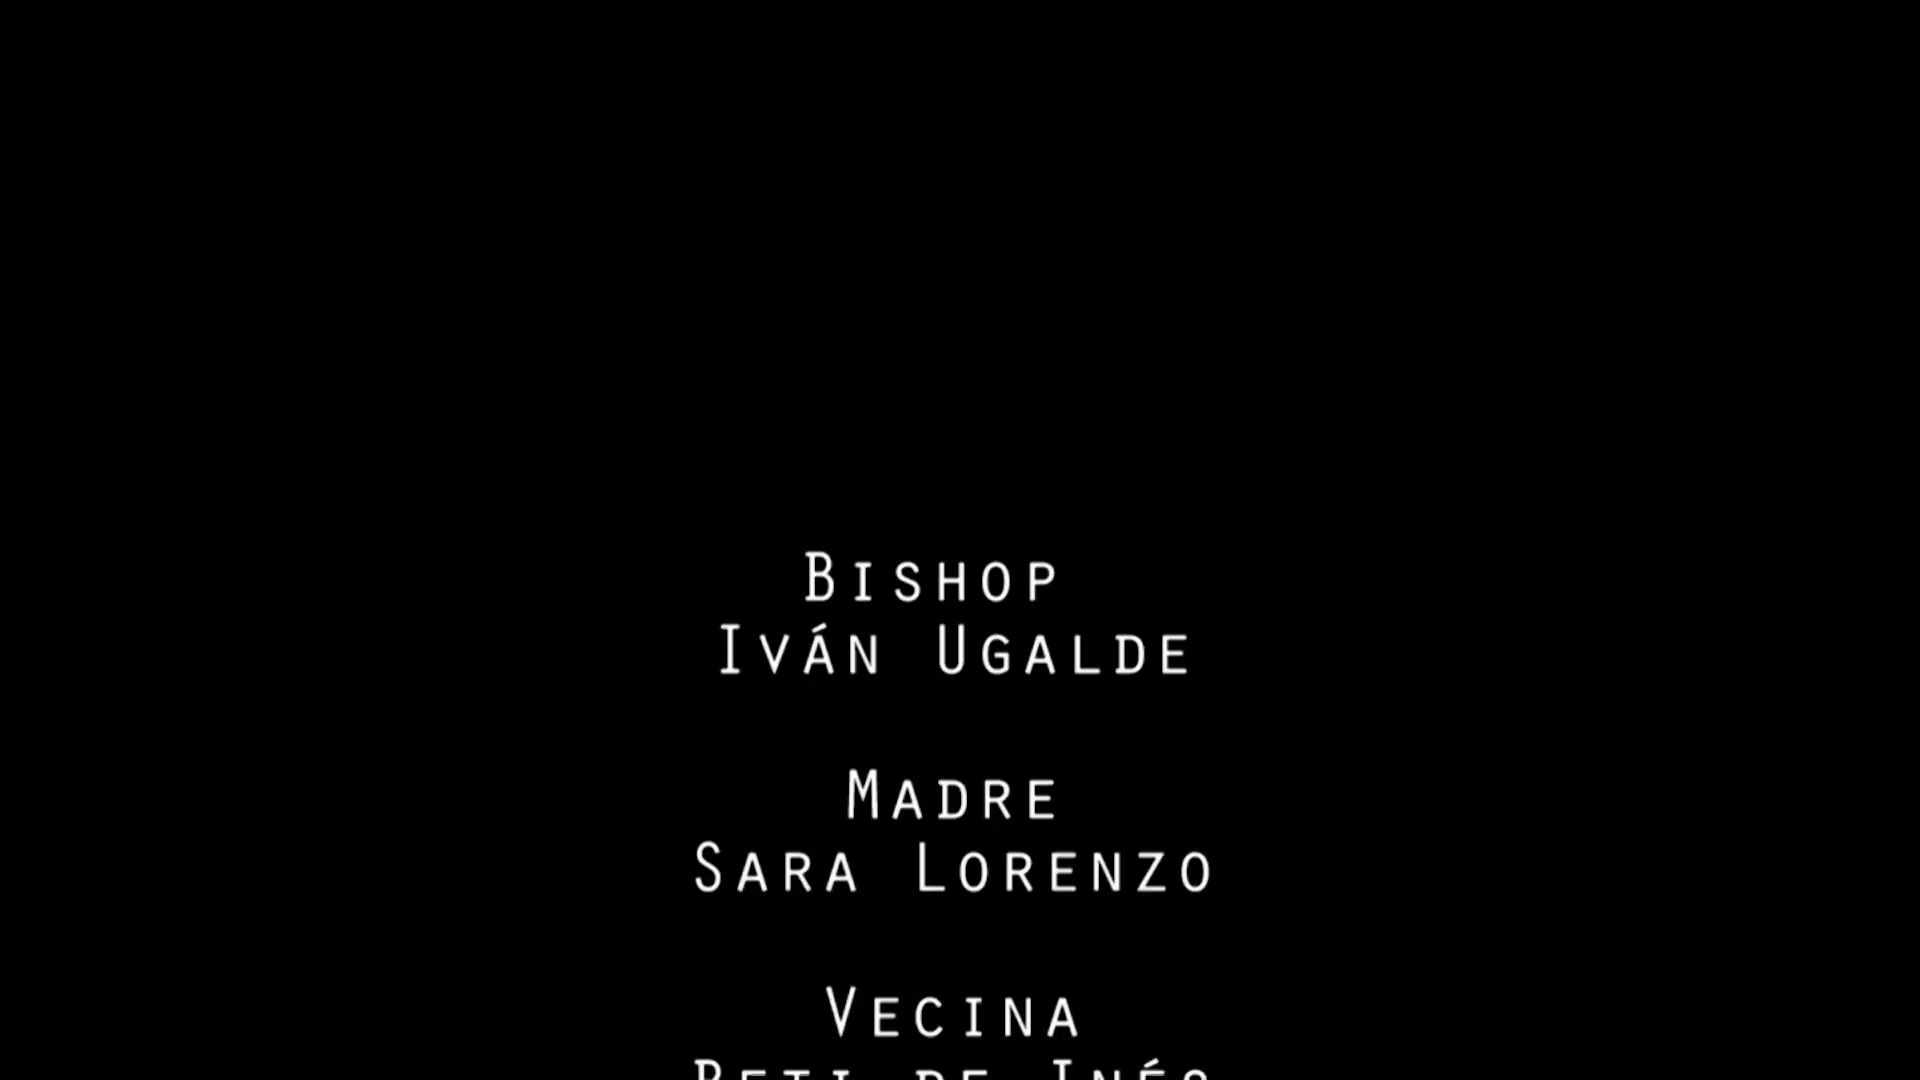 Bishop
Iván Ugalde
Madre
Sara Lorenzo
Vecina